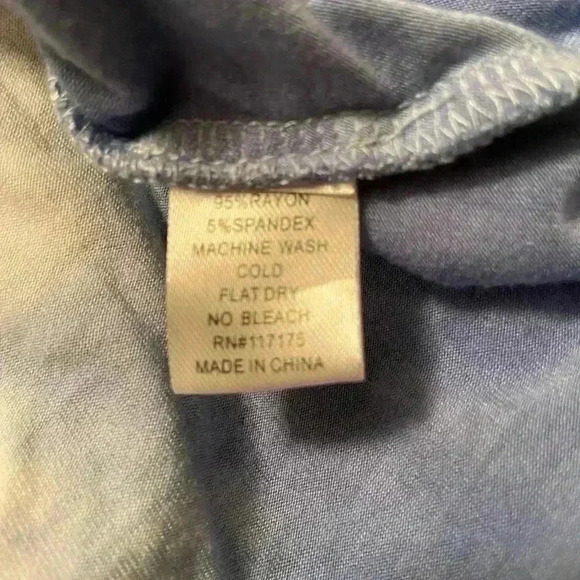 95%RAYON
5%SPANDEX
MACHINE WASH
COLD
FLAT DRY
NO BLEACH
RN#117175
MADE IN CHINA